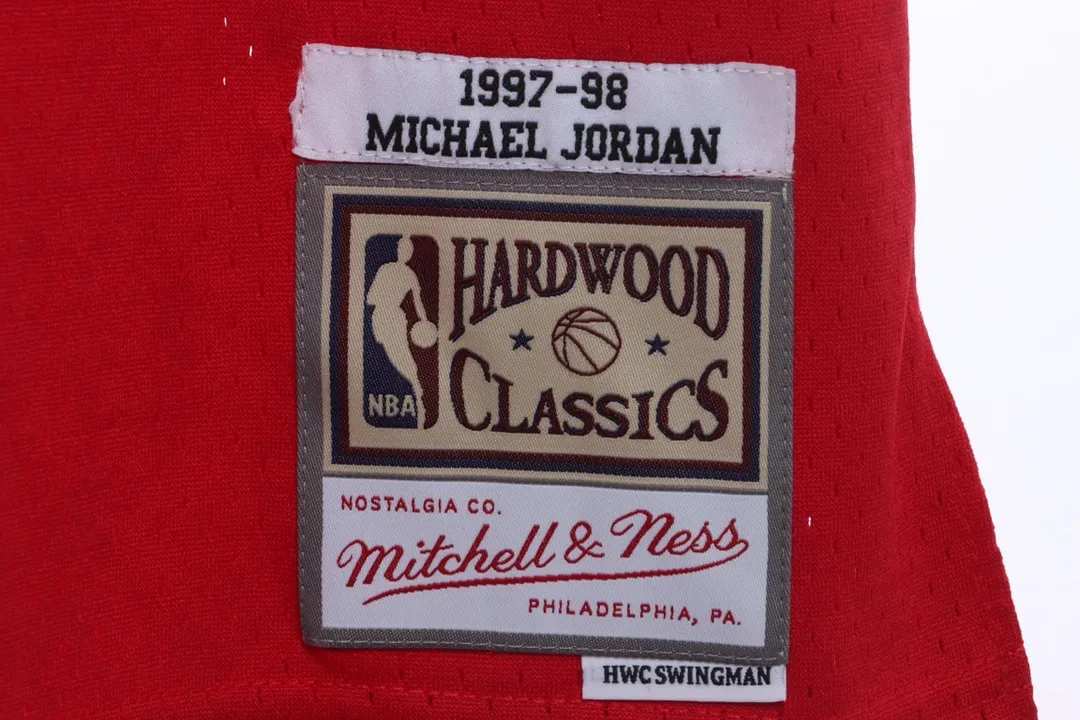 1997-98
MICHAEL JORDAN
HARDWOOD
CLASSICS
NBA
NOSTALGIA CO.
Mitchell & Ness
PHILADELPHIA, PA.
HWC SWINGMAN